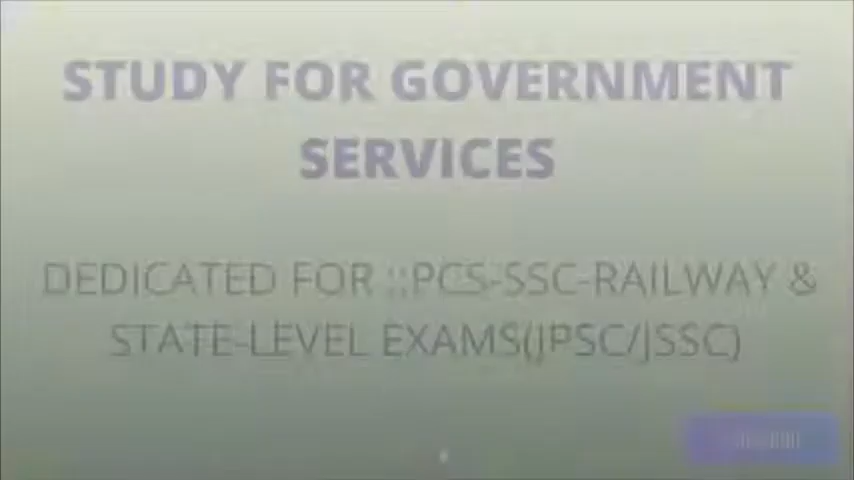 STUDY FOR GOVERNMENT
SERVICES
DEDICATED FOR ::PCS-SSC-RAILWAY &
STATE-LEVEL EXAMS(JPSC/JSSC)